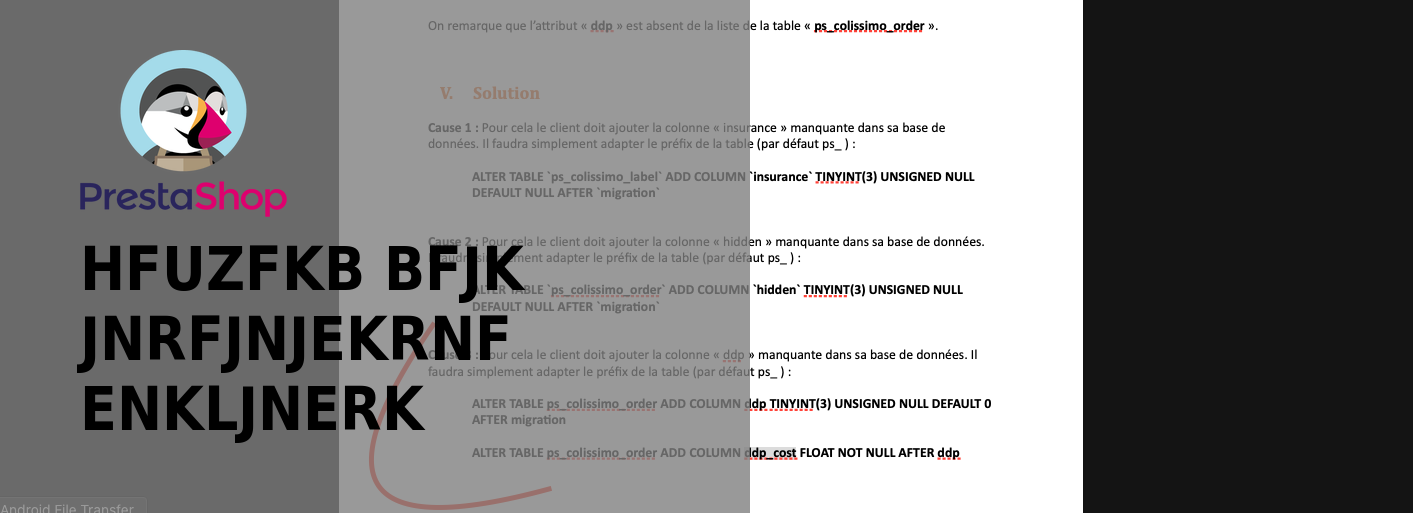 On remarque que l'attribut « ddp » est absent de la liste de la table « ps_colissimo_order ».
V. Solution
Cause 1 : Pour cela le client doit ajouter la colonne « insurance » manquante dans sa base de
données. Il faudra simplement adapter le préfix de la table (par défaut ps_ ) :
ALTER TABLE `ps_colissimo_label` ADD COLUMN `insurance` TINYINT(3) UNSIGNED NULL
DEFAULT NULL AFTER `migration`
Cause 2 : Pour cela le client doit ajouter la colonne « hidden » manquante dans sa base de données.
simplement adapter le préfix de la table (par défaut ps_ ) :
ALTER TABLE `ps_colissimo_order` ADD COLUMN `hidden` TINYINT(3) UNSIGNED NULL
DEFAULT NULL AFTER `migration`
Pour cela le client doit ajouter la colonne « ddp » manquante dans sa base de données. Il
faudra simplement adapter le préfix de la table (par défaut ps_ ) :
ALTER TABLE ps_colissimo_order ADD COLUMN ddp TINYINT(3) UNSIGNED NULL DEFAULT 0
AFTER migration
ALTER TABLE ps_colissimo_order ADD COLUMN ddp_cost FLOAT NOT NULL AFTER ddp
PrestaShop
HFUZFKB BFJK
JNRFJNJEKRNF
ENKLJNERK
Android File Transfer